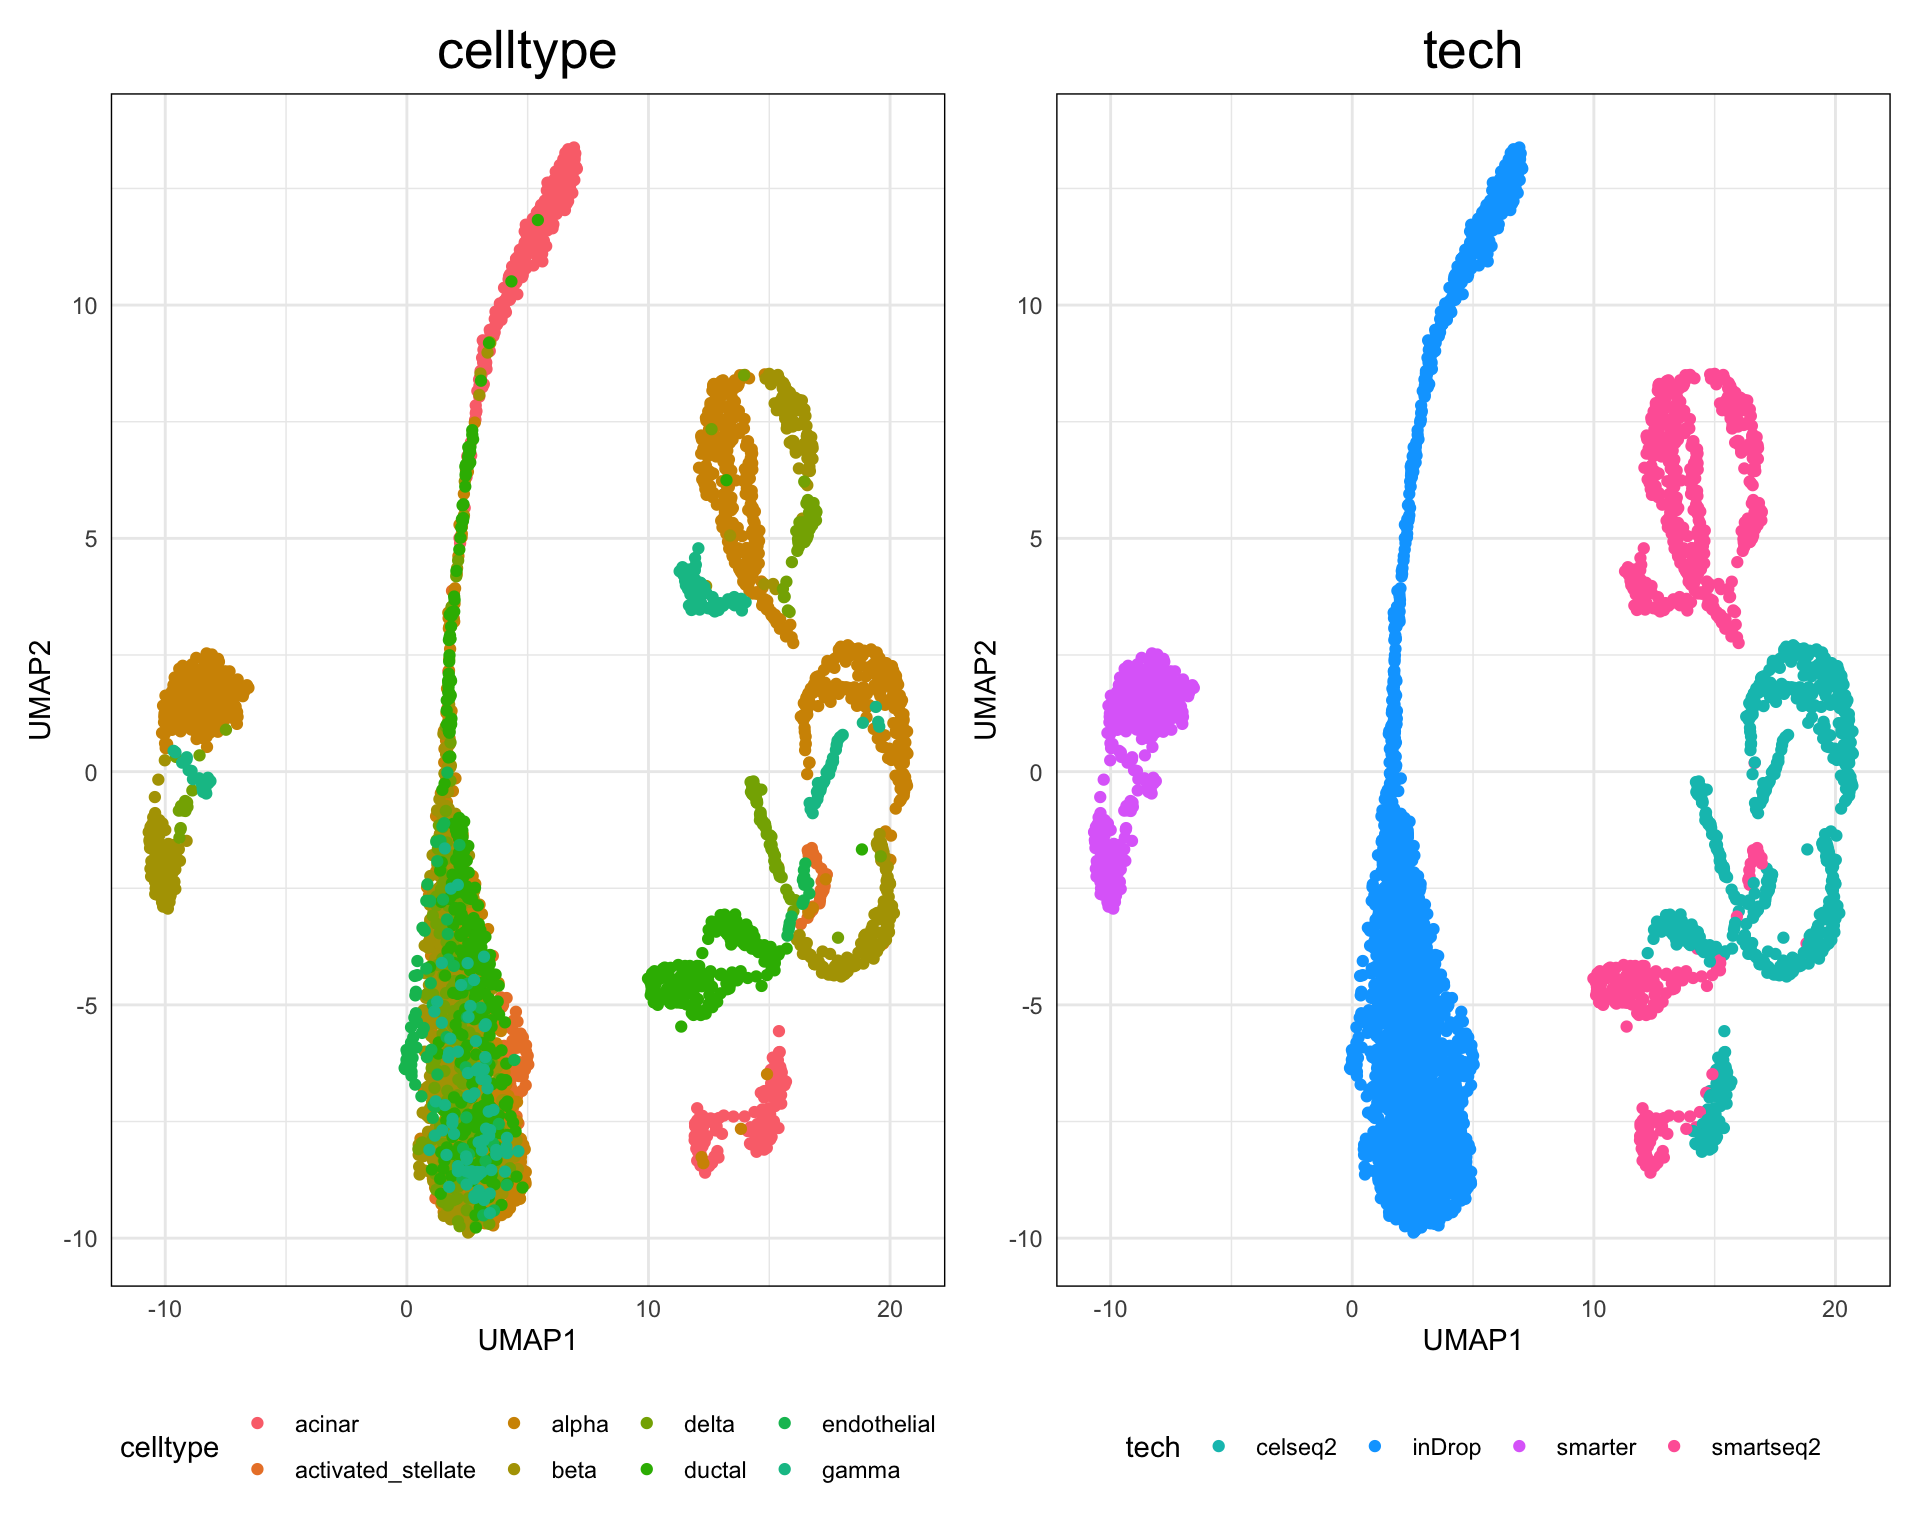 celltype
tech
UMAP2
10
5
0
-5
-10
-10
0
10
20
UMAP1
UMAP2
10
5
0
-5
-10
-10
0
10
20
UMAP1
celltype
acinar
alpha
delta
endothelial
activated_stellate
beta
ductal
gamma
tech
celseq2
inDrop
smarter
smartseq2